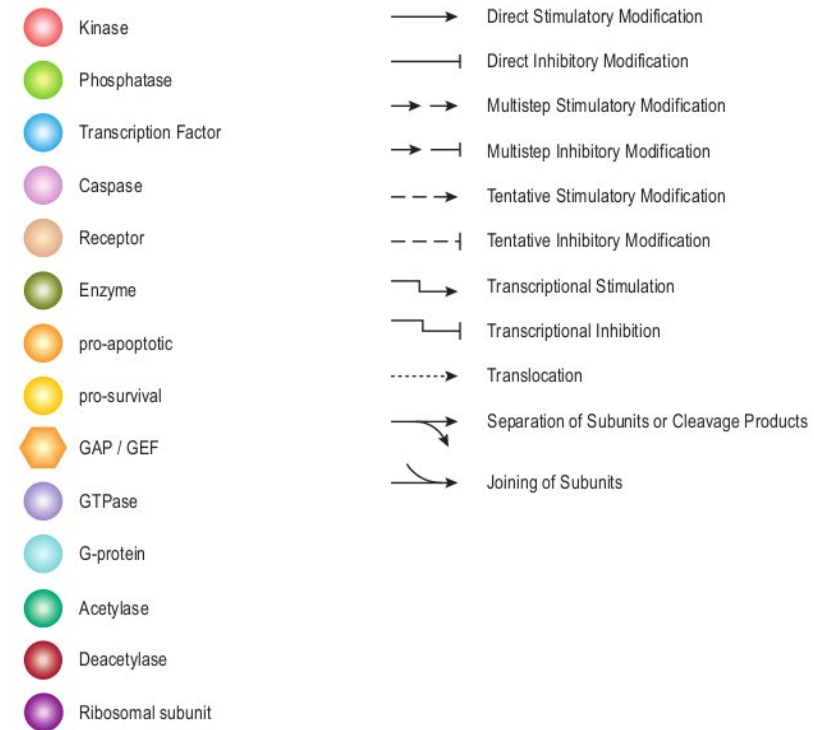 Kinase
Phosphatase
Transcription Factor
Caspase
Receptor
Enzyme
pro-apoptotic
pro-survival
GAP / GEF
GTPase
G-protein
Acetylase
Deacetylase
Ribosomal subunit
Direct Stimulatory Modification
Direct Inhibitory Modification
Multistep Stimulatory Modification
Multistep Inhibitory Modification
Tentative Stimulatory Modification
Tentative Inhibitory Modification
Transcriptional Stimulation
Transcriptional Inhibition
Translocation
Separation of Subunits or Cleavage Products
Joining of Subunits